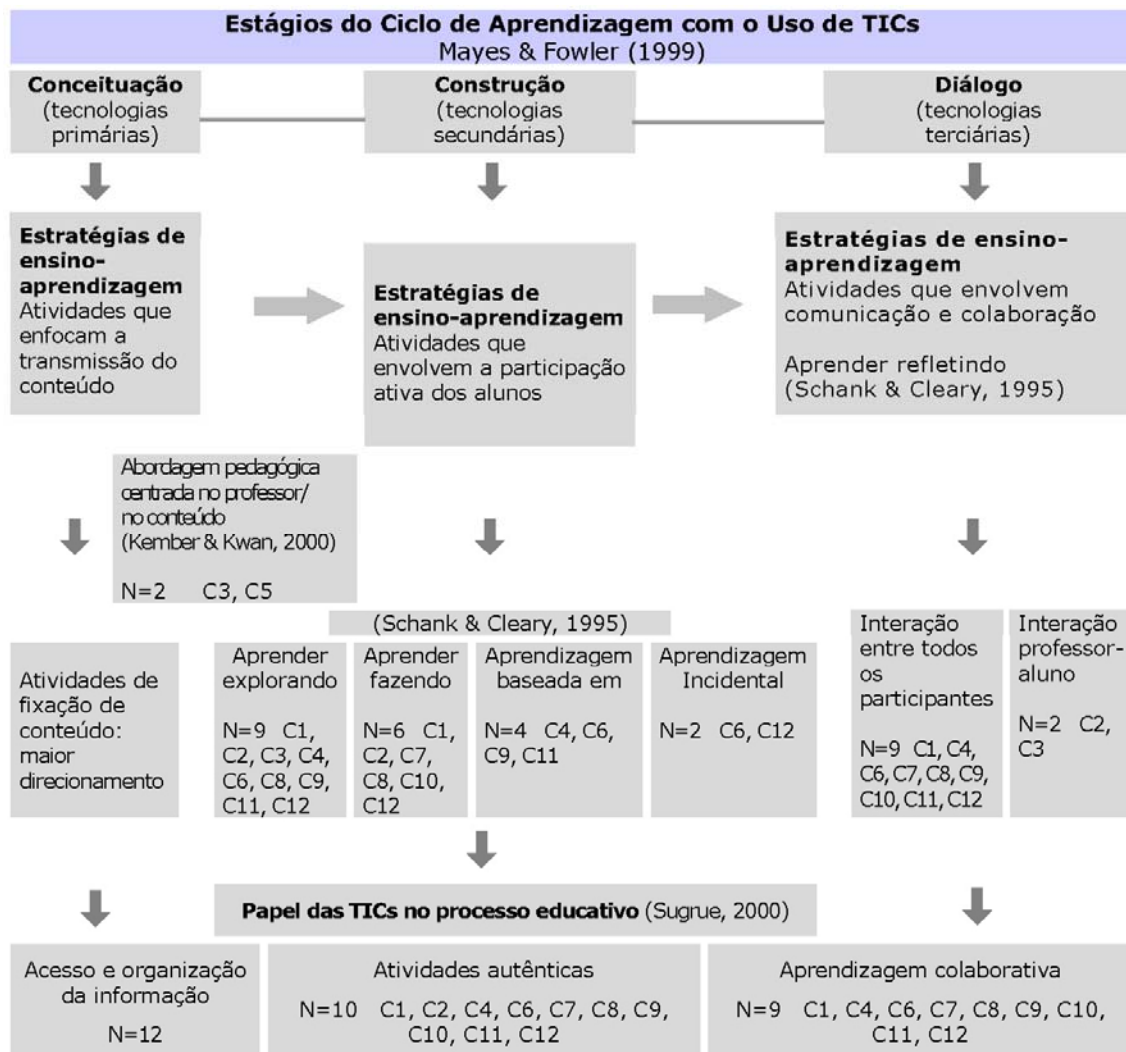 Estágios do Ciclo de Aprendizagem com o Uso de TICs
Mayes & Fowler (1999)
Conceituação
(tecnologias
primárias)
Construção
(tecnologias
secundárias)
Diálogo
(tecnologias
terciárias)
Estratégias de
ensino-
aprendizagem
Atividades que
enfocam a
transmissão do
conteúdo
Estratégias de
ensino-aprendizagem
Atividades que
envolvem a participação
ativa dos alunos
Estratégias de ensino-
aprendizagem
Atividades que envolvem
comunicação e colaboração
Aprender refletindo
(Schank & Cleary, 1995)
Abordagem pedagógica
centrada no professor/
no conteúdo
(Kember & Kwan, 2000)
N=2 C3, C5
(Schank & Cleary, 1995)
Atividades de
fixação de
conteúdo:
maior
direcionamento
Aprender
explorando
N=9 C1,
C2, C3, C4,
C6, C8, C9,
C11, C12
Aprender
fazendo
N=6 C1,
C2, C7,
C8, C10,
C12
Aprendizagem
baseada em
N=4 C4, C6,
C9, C11
Aprendizagem
Incidental
N=2 C6, C12
Interação
entre todos
os
participantes
N=9 C1, C4,
C6, C7, C8, C9,
C10, C11, C12
Interação
professor-
aluno
N=2 C2,
C3
Papel das TICs no processo educativo (Sugrue, 2000)
Acesso e organização
da informação
N=12
Atividades autênticas
N=10 C1, C2, C4, C6, C7, C8, C9,
C10, C11, C12
Aprendizagem colaborativa
N=9 C1, C4, C6, C7, C8, C9, C10,
C11, C12